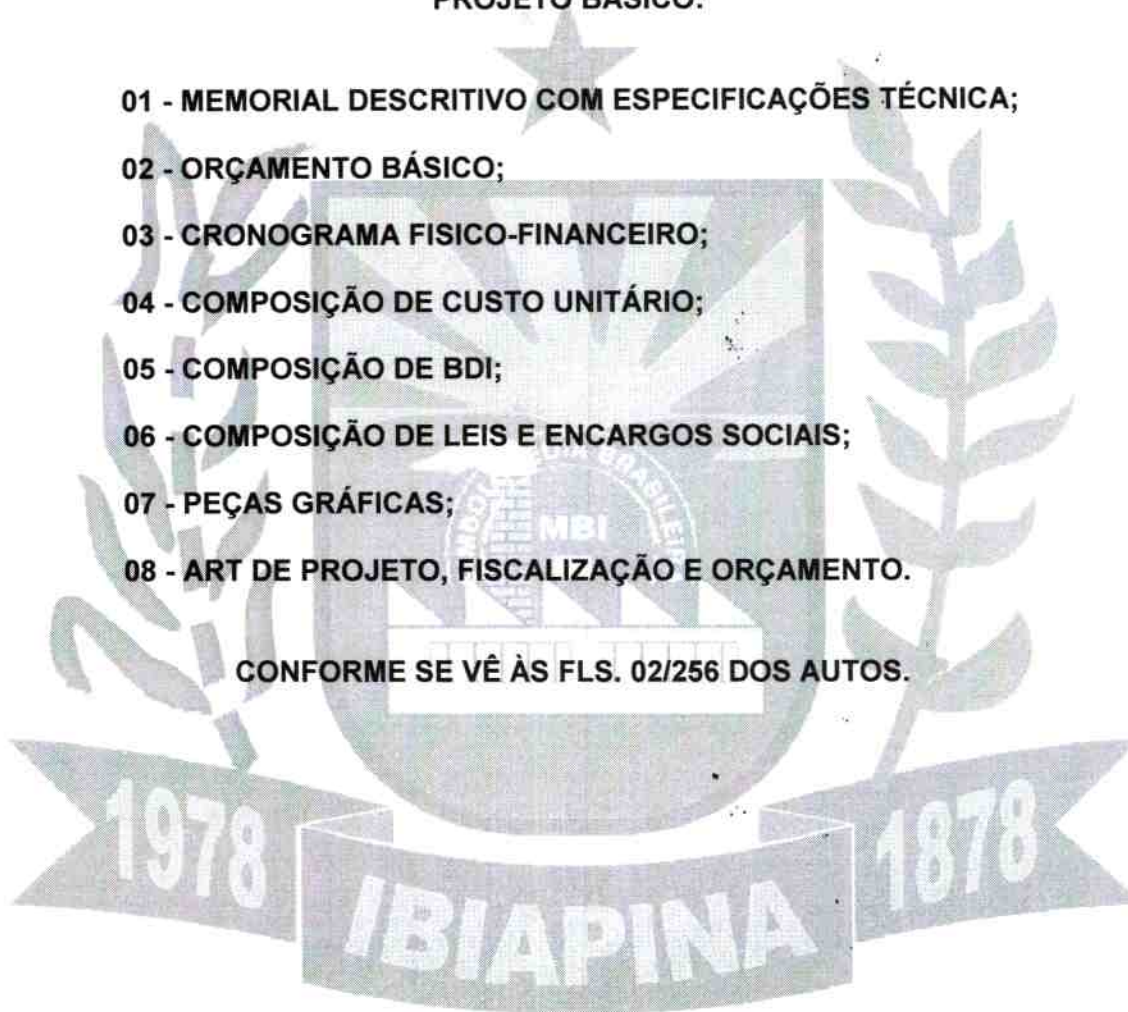 PROJETO BÁSICO:
01 - MEMORIAL DESCRITIVO COM ESPECIFICAÇÕES TÉCNICA;
02 - ORÇAMENTO BÁSICO;
03 - CRONOGRAMA FISICO-FINANCEIRO;
04 - COMPOSIÇÃO DE CUSTO UNITÁRIO;
05 - COMPOSIÇÃO DE BDI;
06 - COMPOSIÇÃO DE LEIS E ENCARGOS SOCIAIS;
07 - PEÇAS GRÁFICAS;
MBI
08 - ART DE PROJETO, FISCALIZAÇÃO E ORÇAMENTO.
CONFORME SE VÊ ÀS FLS. 02/256 DOS AUTOS.
1978
IBIAPINA
1878